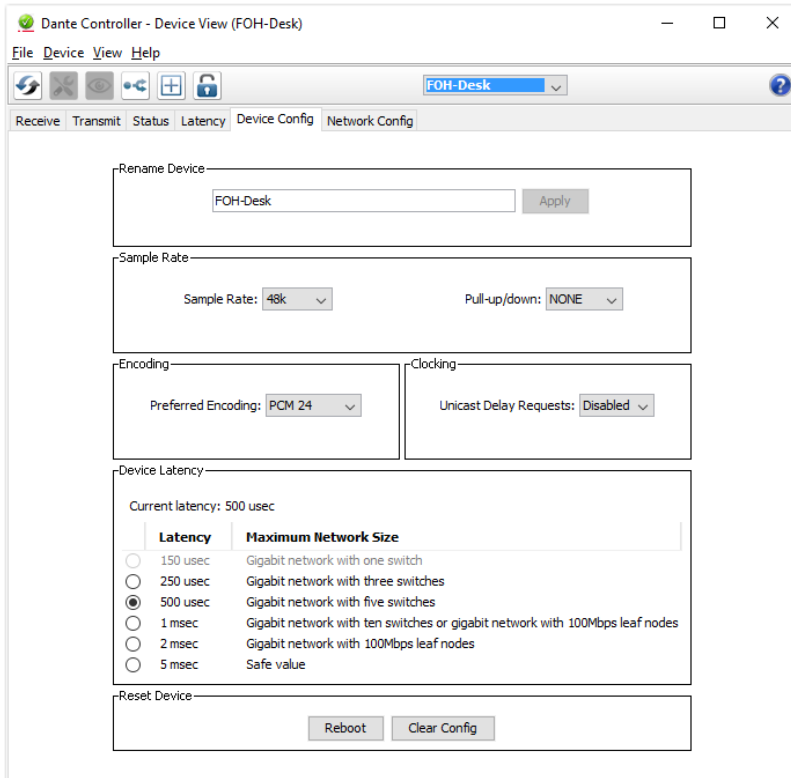 Dante Controller - Device View (FOH-Desk)
File Device View Help
FOH-Desk
?
Receive Transmit Status Latency Device Config Network Config
Rename Device
FOH-Desk Apply
Sample Rate
Sample Rate: 48k Pull-up/down: NONE
Encoding Clocking
Preferred Encoding: PCM 24 Unicast Delay Requests: Disabled
Device Latency
Current latency: 500 usec
Latency Maximum Network Size
150 usec Gigabit network with one switch
250 usec Gigabit network with three switches
500 usec Gigabit network with five switches
1 msec Gigabit network with ten switches or gigabit network with 100Mbps leaf nodes
2 msec Gigabit network with 100Mbps leaf nodes
5 msec Safe value
Reset Device
Reboot Clear Config